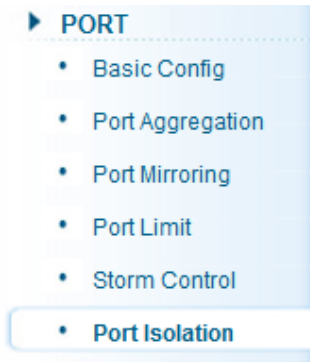 PORT
Basic Config
Port Aggregation
Port Mirroring
Port Limit
Storm Control
Port Isolation